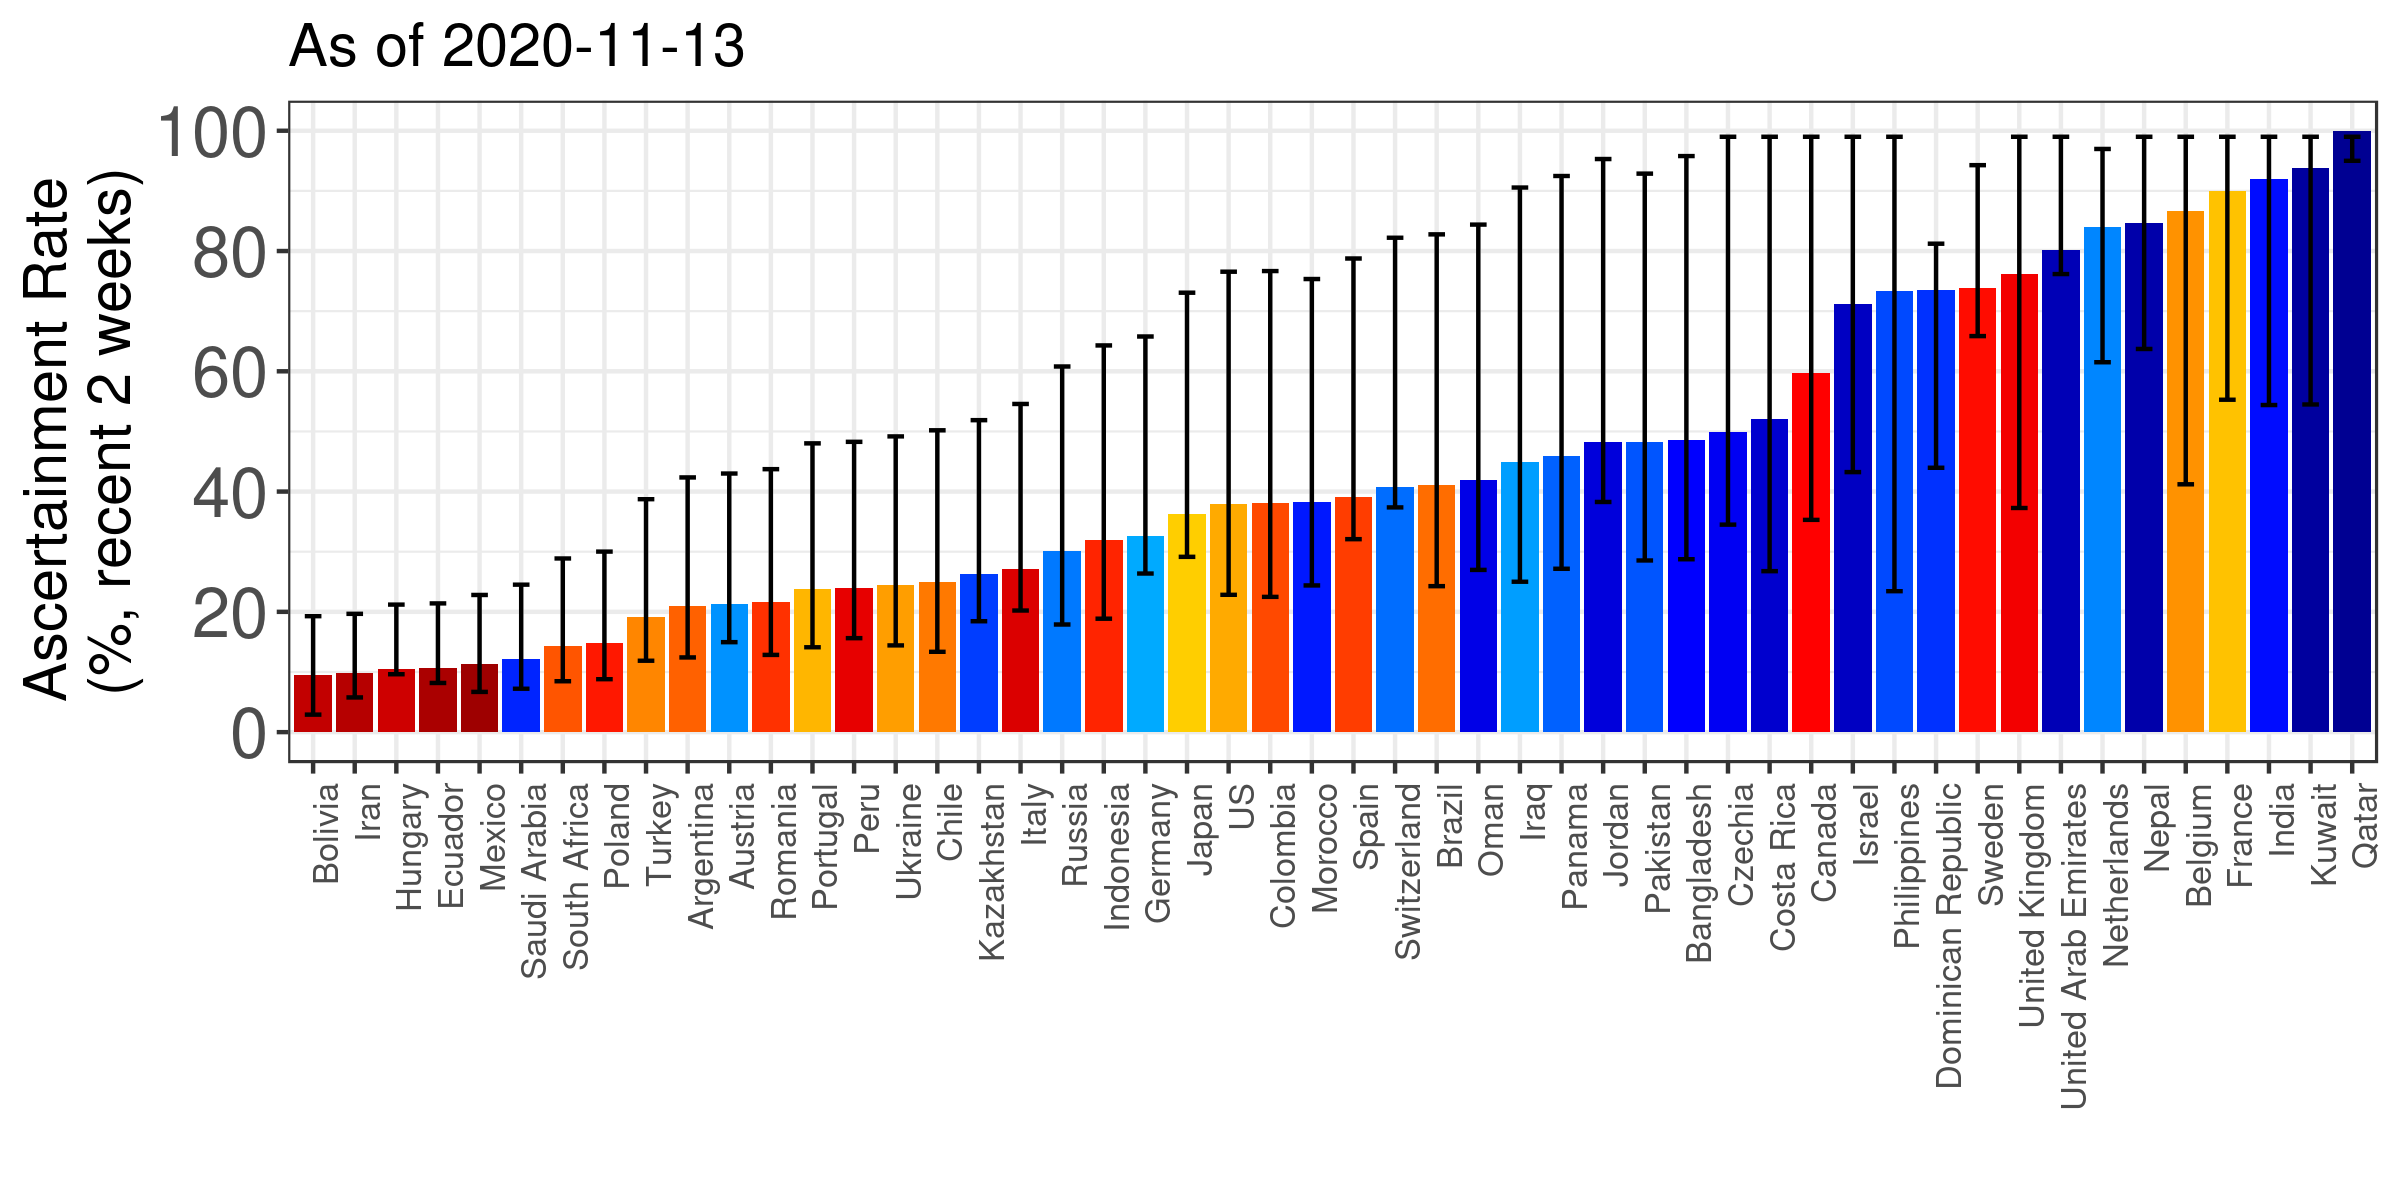 As of 2020-11-13
Ascertainment Rate
(%, recent 2 weeks)
100
80
60
40
20
0
Bolivia
Iran
Hungary
Ecuador
Mexico
Saudi Arabia
South Africa
Poland
Turkey
Argentina
Austria
Romania
Portugal
Peru
Ukraine
Chile
Kazakhstan
Italy
Russia
Indonesia
Germany
Japan
US
Colombia
Morocco
Spain
Switzerland
Brazil
Oman
Iraq
Panama
Jordan
Pakistan
Bangladesh
Czechia
Costa Rica
Canada
Israel
Philippines
Dominican Republic
Sweden
United Kingdom
United Arab Emirates
Netherlands
Nepal
Belgium
France
India
Kuwait
Qatar